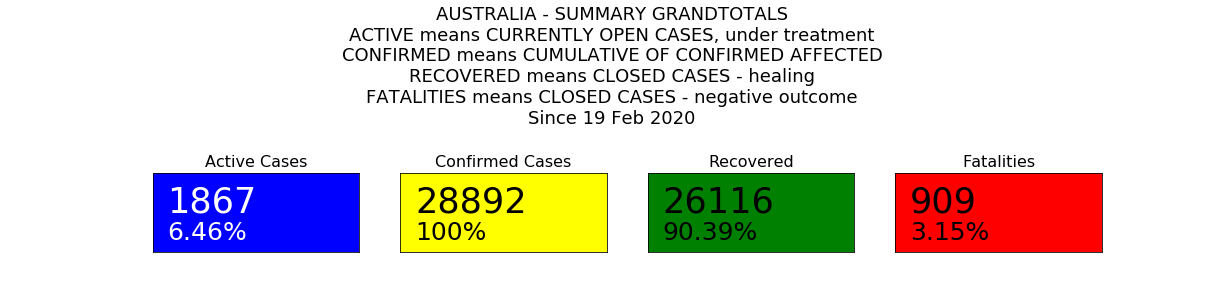 AUSTRALIA - SUMMARY GRANDTOTALS
ACTIVE means CURRENTLY OPEN CASES, under treatment
CONFIRMED means CUMULATIVE OF CONFIRMED AFFECTED
RECOVERED means CLOSED CASES - healing
FATALITIES means CLOSED CASES - negative outcome
Since 19 Feb 2020
Active Cases
1867
6.46%
Confirmed Cases
28892
100%
Recovered
26116
90.39%
Fatalities
909
3.15%